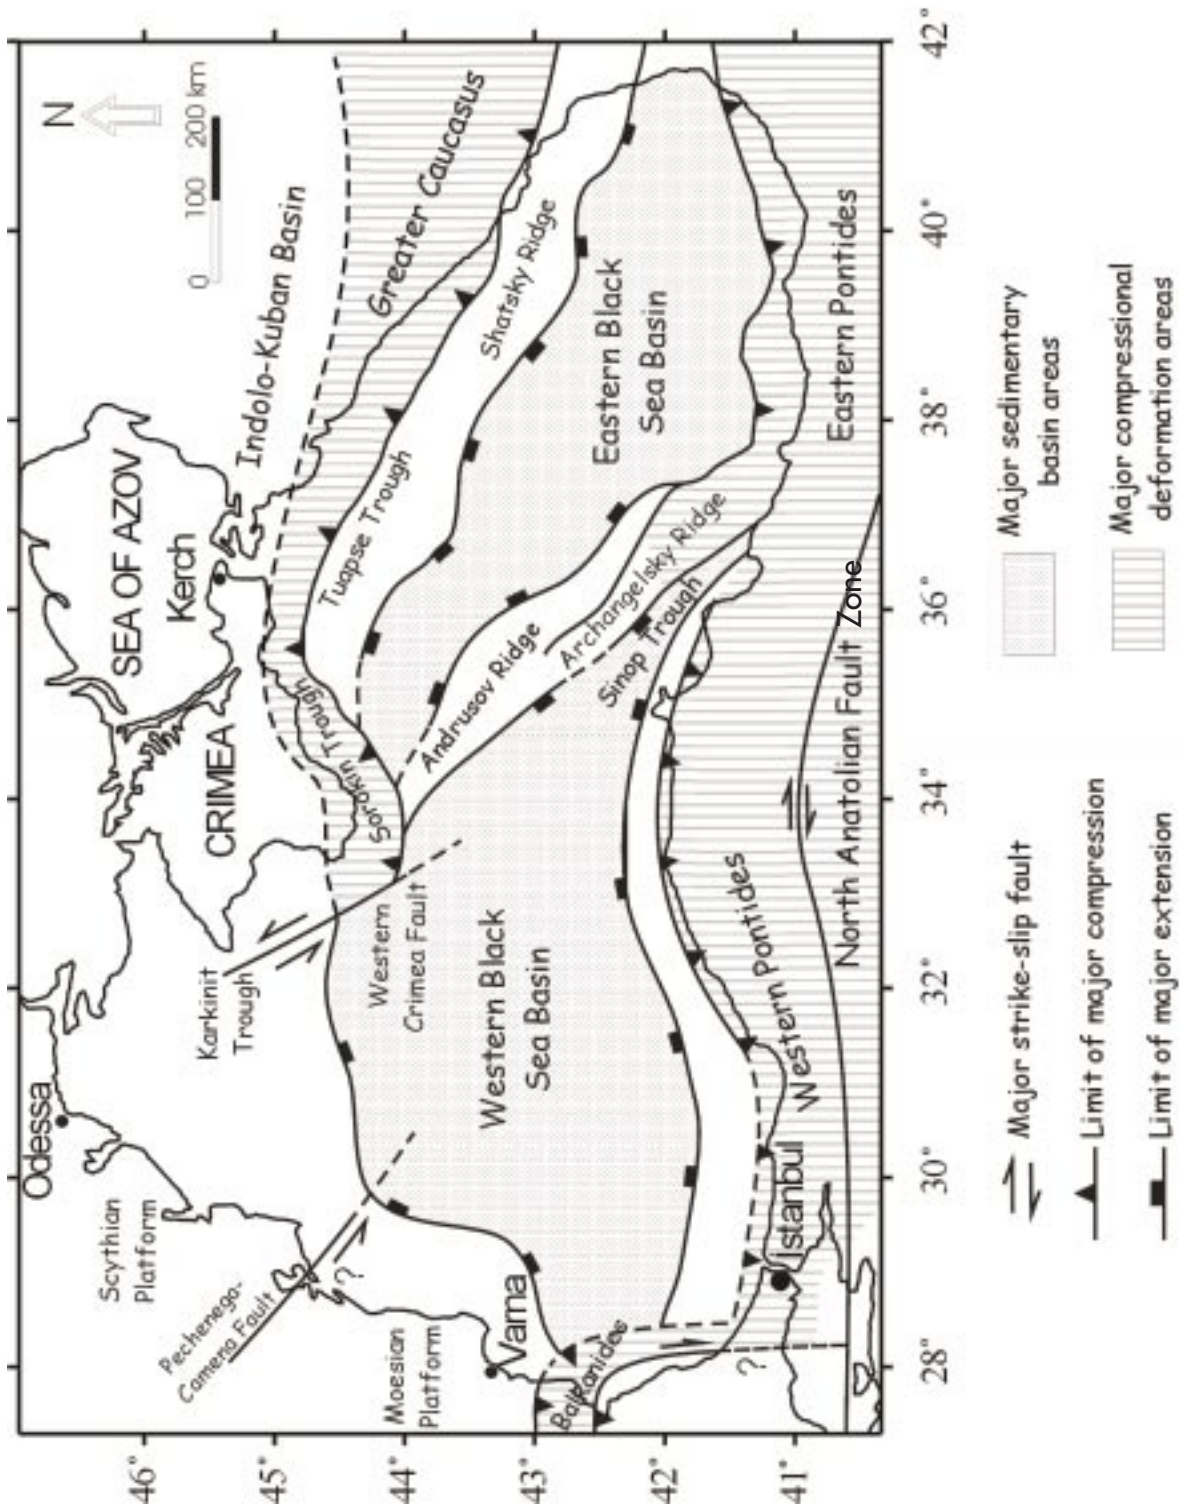 N
0 100 200 km
Odessa
SEA OF AZOV
Kerch
CRIMEA
Indolo-Kuban Basin
Greater Caucasus
Scythian
Platform
Karkinit
Trough
Pechenego-
Camena Fault
?
Moesian
Platform
Varna
Balkanides
Western
Crimea Fault
Sorokin Trough
Tuapse Trough
Shatsky Ridge
Western Black
Sea Basin
Andrusov Ridge
Archangelsky Ridge
Sinop Trough
Eastern Black
Sea Basin
Eastern Pontides
Western Pontides
Istanbul
?
North Anatolian Fault Zone
46°
45°
44°
43°
42°
41°
28° 30° 32° 34° 36° 38° 40° 42°
Major strike-slip fault
Limit of major compression
Limit of major extension
Major sedimentary
basin areas
Major compressional
deformation areas